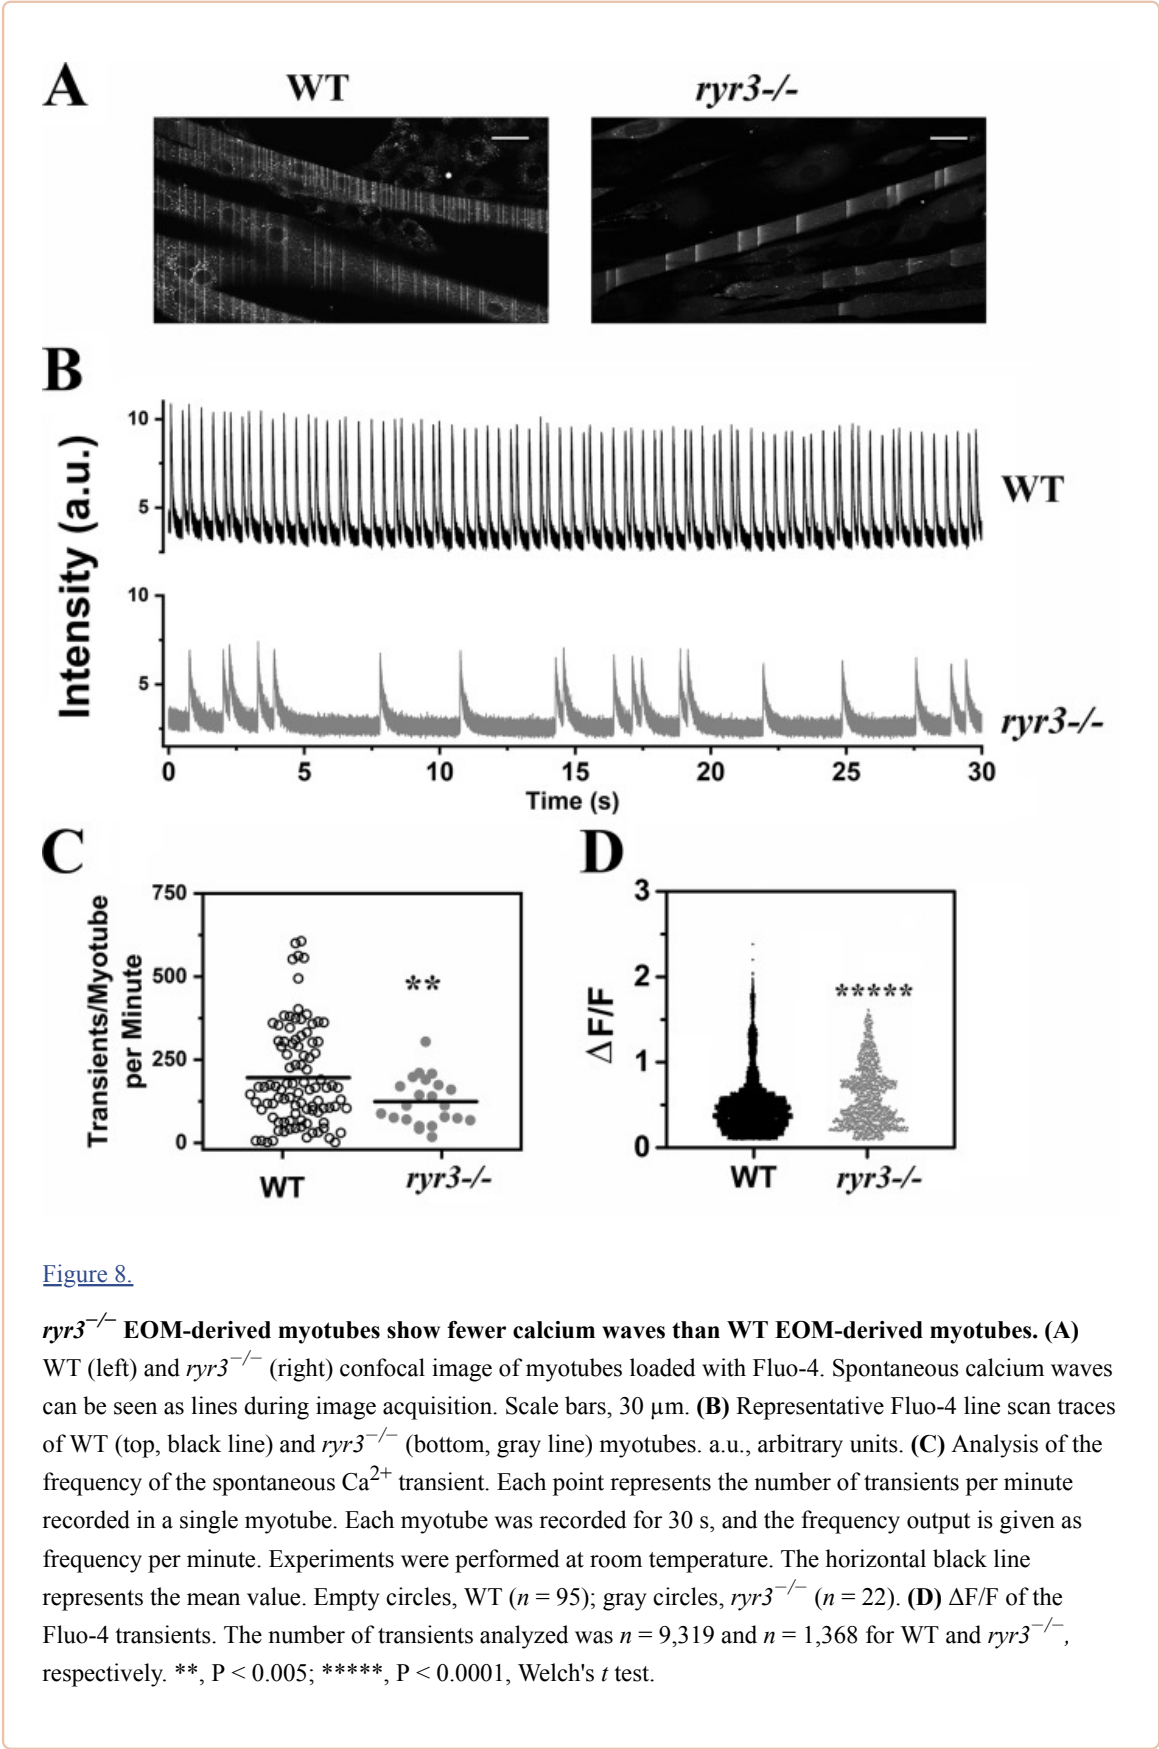 A
WT
ryr3-/-
B
Intensity (a.u.)
10
5
WT
10
5
ryr3-/-
0 5 10 15 20 25 30
Time (s)
C
Transients/Myotube
per Minute
750
500
250
0
**
WT
ryr3-/-
D
ΔF/F
3
2
1
0
*****
WT
ryr3-/-
Figure 8.
ryr3−/− EOM-derived myotubes show fewer calcium waves than WT EOM-derived myotubes. (A)
WT (left) and ryr3−/− (right) confocal image of myotubes loaded with Fluo-4. Spontaneous calcium waves
can be seen as lines during image acquisition. Scale bars, 30 µm. (B) Representative Fluo-4 line scan traces
of WT (top, black line) and ryr3−/− (bottom, gray line) myotubes. a.u., arbitrary units. (C) Analysis of the
frequency of the spontaneous Ca2+ transient. Each point represents the number of transients per minute
recorded in a single myotube. Each myotube was recorded for 30 s, and the frequency output is given as
frequency per minute. Experiments were performed at room temperature. The horizontal black line
represents the mean value. Empty circles, WT (n = 95); gray circles, ryr3−/− (n = 22). (D) ΔF/F of the
Fluo-4 transients. The number of transients analyzed was n = 9,319 and n = 1,368 for WT and ryr3−/−,
respectively. **, P < 0.005; *****, P < 0.0001, Welch's t test.